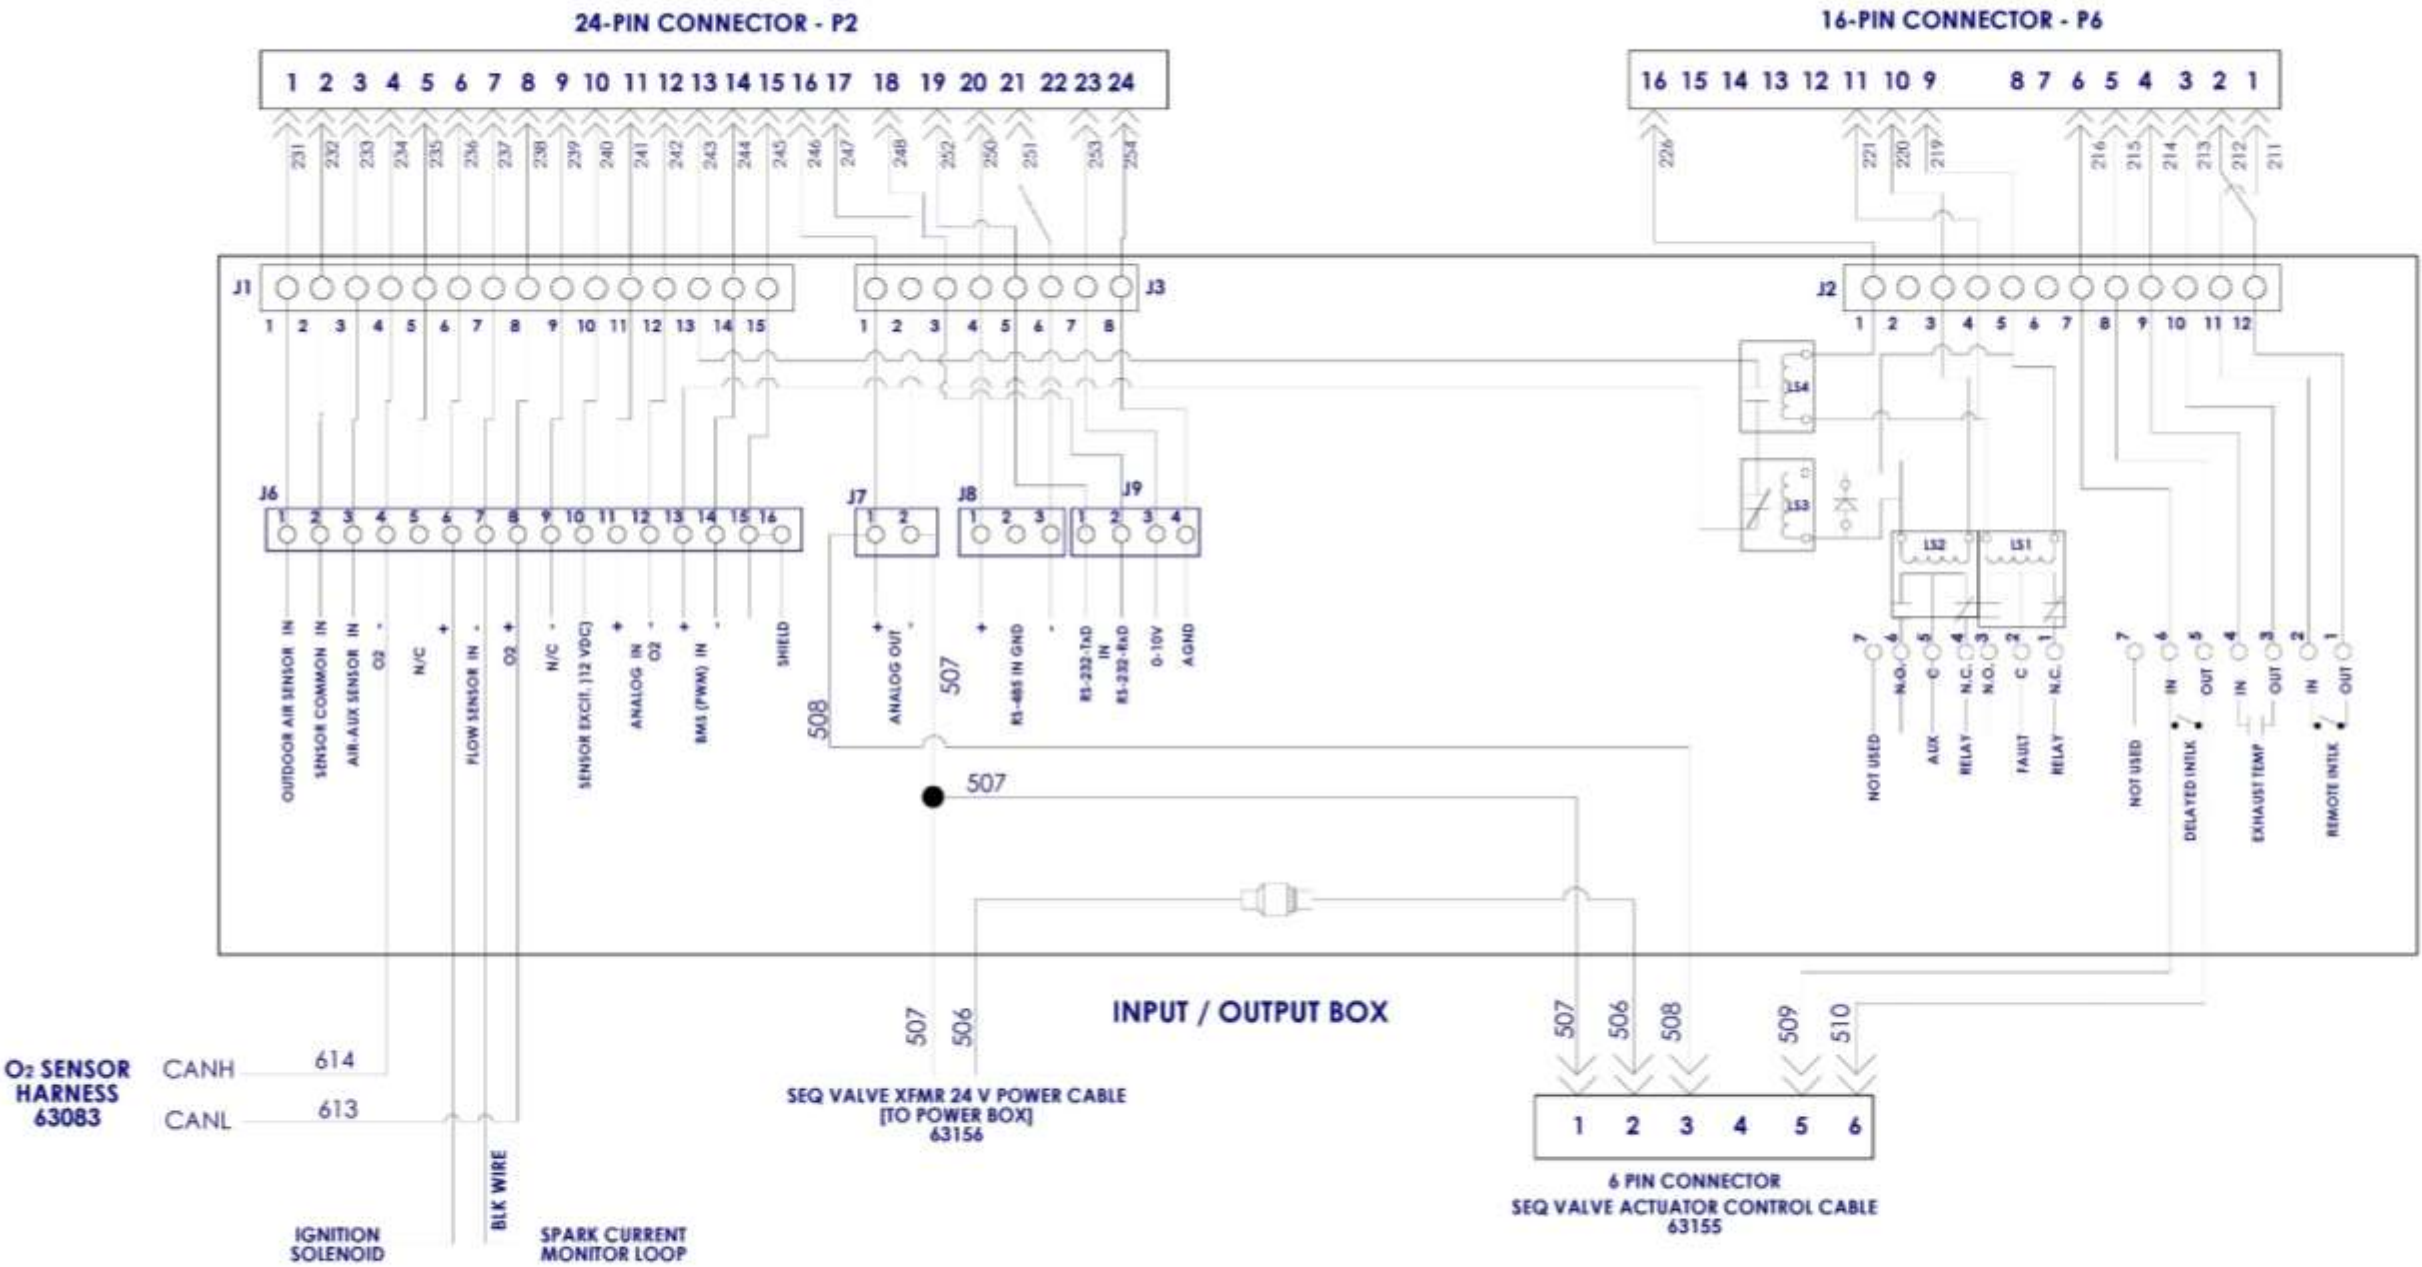 24-PIN CONNECTOR - P2
16-PIN CONNECTOR - P6
1 2 3 4 5 6 7 8 9 10 11 12 13 14 15 16 17 18 19 20 21 22 23 24
16 15 14 13 12 11 10 9 8 7 6 5 4 3 2 1
231 232 233 234 235 236 237 238 239 240 241 242 243 244 245 246 247 248 252 250 251 253 254
226 221 220 219 216 215 214 213 212 211
J1
J3
J2
1 2 3 4 5 6 7 8 9 10 11 12 13 14 15
1 2 3 4 5 6 7 8
1 2 3 4 5 6 7 8 9 10 11 12
LS4
LS3
LS2
LS1
J6
J7
J8
J9
1 2 3 4 5 6 7 8 9 10 11 12 13 14 15 16
1 2
1 2 3
1 2 3 4
7 6 5 4 3 2 1
7 6 5 4 3 2 1
OUTDOOR AIR SENSOR IN
SENSOR COMMON IN
AIR-AUX SENSOR IN
O2 -
N/C
+
FLOW SENSOR IN -
O2 +
N/C -
SENSOR EXCIT. }12 VDC)
+
ANALOG IN
O2 -
+
BMS (PWM) IN -
SHIELD
+
ANALOG OUT -
507
508
+
RS-485 IN GND
-
RS-232-TxD
IN
RS-232-RxD
0-10V
AGND
NOT USED
N.O.
C
AUX
N.C.
RELAY
N.O.
C
FAULT
N.C.
RELAY
NOT USED
IN
OUT
DELAYED INTLK
IN
OUT
EXHAUST TEMP
IN
OUT
REMOTE INTLK
507
INPUT / OUTPUT BOX
507 506
507 506 508 509 510
O2 SENSOR
HARNESS
63083
CANH 614
CANL 613
SEQ VALVE XFMR 24 V POWER CABLE
[TO POWER BOX]
63156
1 2 3 4 5 6
6 PIN CONNECTOR
SEQ VALVE ACTUATOR CONTROL CABLE
63155
BLK WIRE
IGNITION
SOLENOID
SPARK CURRENT
MONITOR LOOP